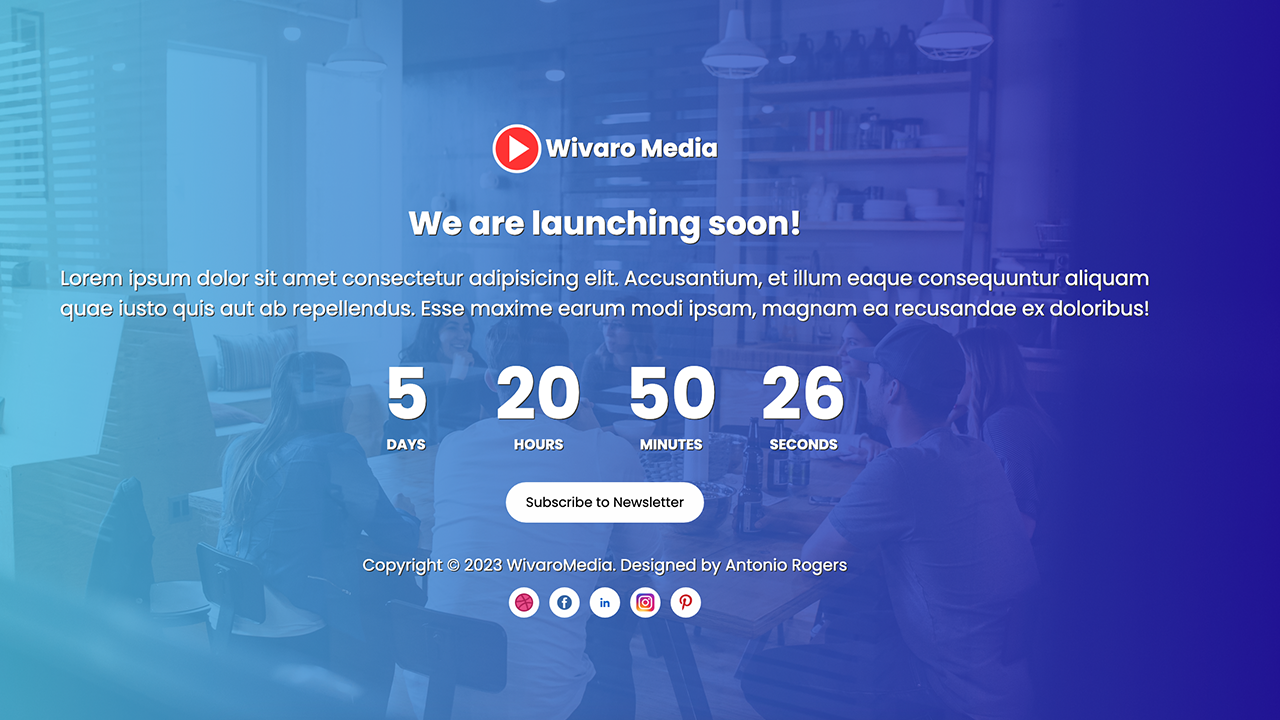 Wivaro Media
We are launching soon!
Lorem ipsum dolor sit amet consectetur adipisicing elit. Accusantium, et illum eaque consequuntur aliquam
quae iusto quis aut ab repellendus. Esse maxime earum modi ipsam, magnam ea recusandae ex doloribus!
5 20 50 26
DAYS HOURS MINUTES SECONDS
Subscribe to Newsletter
Copyright © 2023 WivaroMedia. Designed by Antonio Rogers